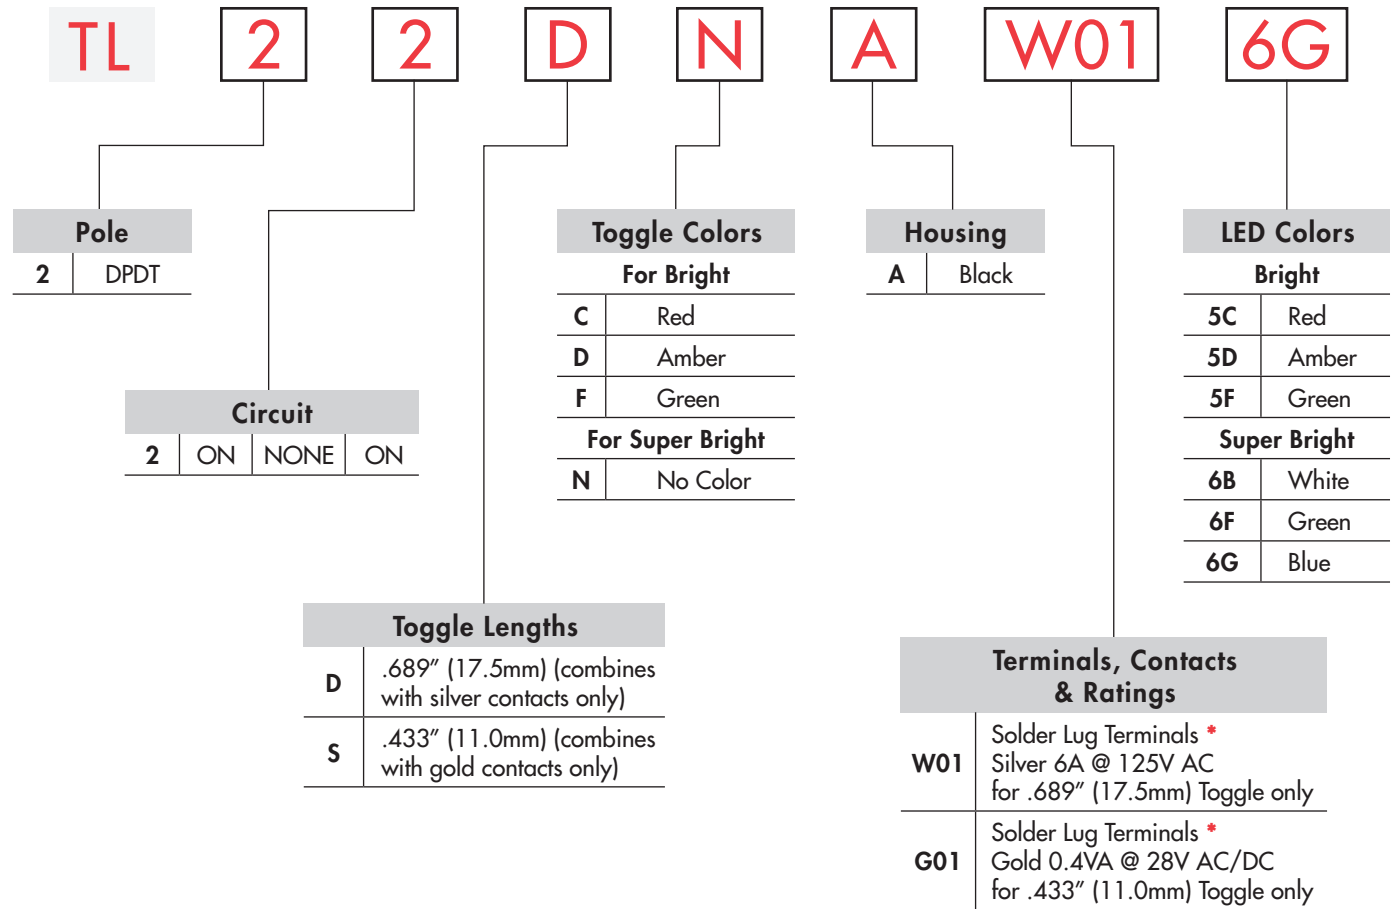 TL 2 2 D N A W01 6G
Pole
2 DPDT
Circuit
2 ON NONE ON
Toggle Lengths
D .689" (17.5mm) (combines
with silver contacts only)
S .433" (11.0mm) (combines
with gold contacts only)
Toggle Colors
For Bright
C Red
D Amber
F Green
For Super Bright
N No Color
Housing
A Black
Terminals, Contacts
& Ratings
W01 Solder Lug Terminals *
Silver 6A @ 125V AC
for .689" (17.5mm) Toggle only
G01 Solder Lug Terminals *
Gold 0.4VA @ 28V AC/DC
for .433" (11.0mm) Toggle only
LED Colors
Bright
5C Red
5D Amber
5F Green
Super Bright
6B White
6F Green
6G Blue